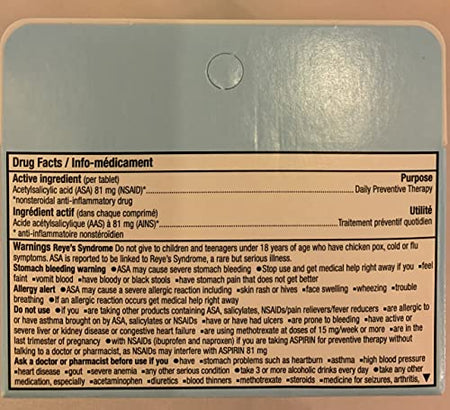 Drug Facts / Info-médicament
Active ingredient (per tablet) Purpose
Acetylsalicylic acid (ASA) 81 mg (NSAID)*..........Daily Preventive Therapy
*nonsteroidal anti-inflammatory drug
Ingrédient actif (dans chaque comprimé) Utilité
Acide acétylsalicylique (AAS) à 81 mg (AINS)*..........Traitement préventif quotidien
* anti-inflammatoire nonstéroïdien
Warnings Reye's Syndrome Do not give to children and teenagers under 18 years of age who have chicken pox, cold or flu
symptoms. ASA is reported to be linked to Reye's Syndrome, a rare but serious illness.
Stomach bleeding warning ●ASA may cause severe stomach bleeding ●Stop use and get medical help right away if you •feel
faint •vomit blood •have bloody or black stools •have stomach pain that does not get better
Allergy alert ●ASA may cause a severe allergic reaction including •skin rash or hives •face swelling •wheezing •trouble
breathing ●If an allergic reaction occurs get medical help right away
Do not use ●if you •are taking other products containing ASA, salicylates, NSAIDs/pain relievers/fever reducers •are allergic to
or have asthma brought on by ASA, salicylates or NSAIDs •have or have had ulcers •are prone to bleeding •have active or
severe liver or kidney disease or congestive heart failure •are using methotrexate at doses of 15 mg/week or more •are in the
last trimester of pregnancy ●with NSAIDs (ibuprofen and naproxen) if you are taking ASPIRIN for preventive therapy without
talking to a doctor or pharmacist, as NSAIDs may interfere with ASPIRIN 81 mg
Ask a doctor or pharmacist before use if you ●have •stomach problems such as heartburn •asthma •high blood pressure
•heart disease •gout •severe anemia •any other serious condition ●take 3 or more alcoholic drinks every day ●take any other
medication, especially •acetaminophen •diuretics •blood thinners •methotrexate •steroids •medicine for seizures, arthritis, ▼